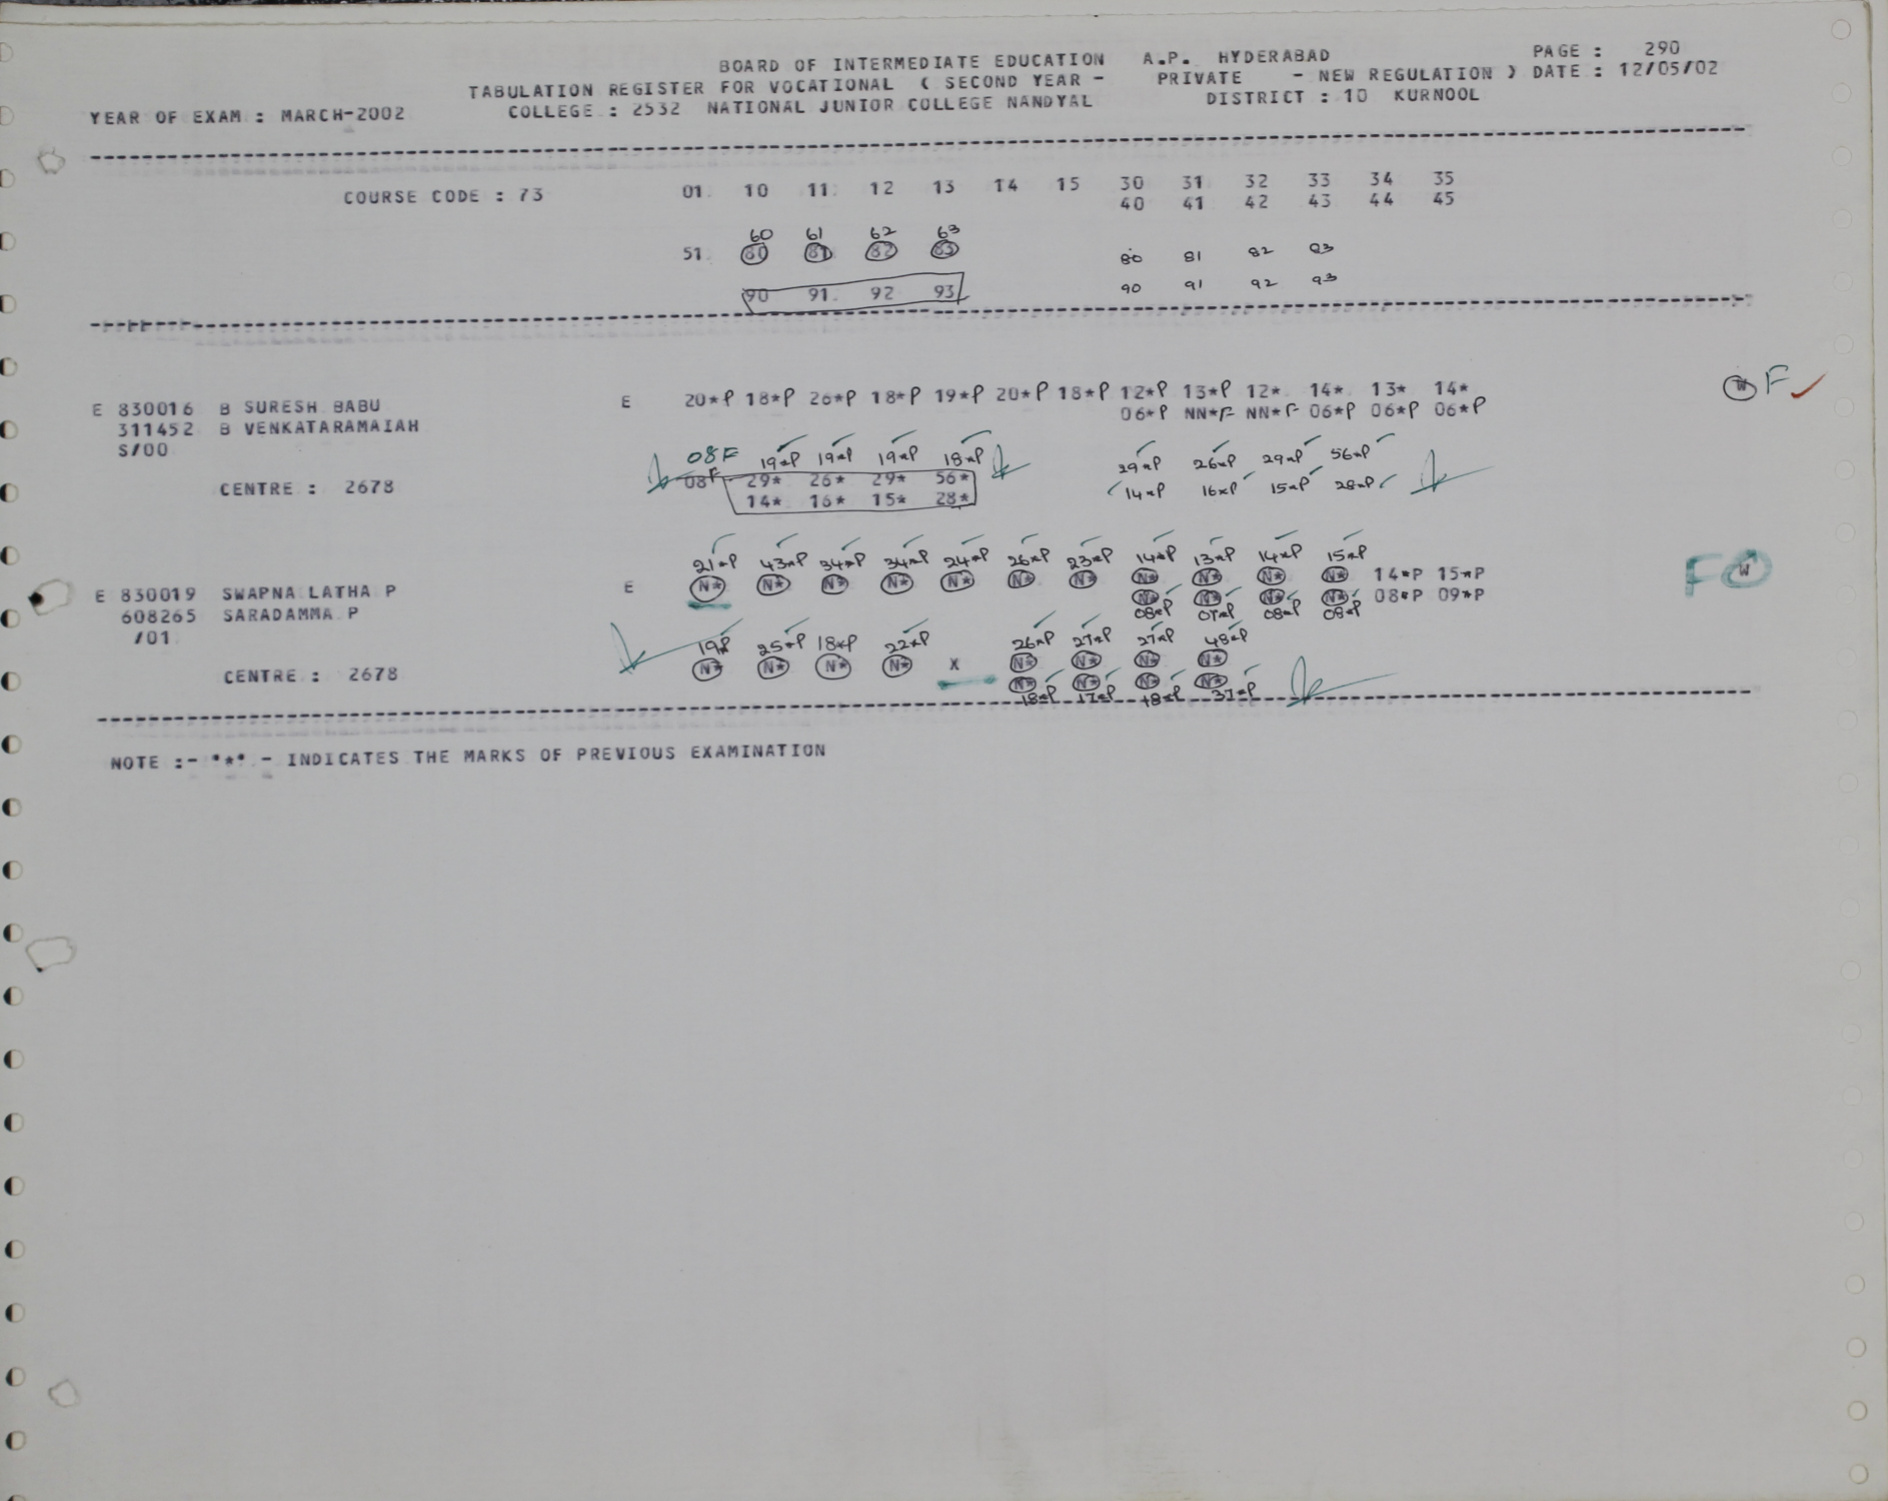 BOARD OF INTERMEDIATE EDUCATION A.P. HYDERABAD PAGE : 290
TABULATION REGISTER FOR VOCATIONAL ( SECOND YEAR - PRIVATE - NEW REGULATION ) DATE : 12/05/02
YEAR OF EXAM : MARCH-2002 COLLEGE : 2532 NATIONAL JUNIOR COLLEGE NANDYAL DISTRICT : 10 KURNOOL
COURSE CODE : 73 01 10 11 12 13 14 15 30 31 32 33 34 35
40 41 42 43 44 45
60 61 62 63
51 80 81 82 83 80 81 82 83
90 91 92 93 90 91 92 93
E 830016 B SURESH BABU E 20*P 18*P 26*P 18*P 19*P 20*P 18*P 12*P 13*P 12* 14* 13* 14* W F
311452 B VENKATARAMAIAH 06*P NN*F NN*F 06*P 06*P 06*P
S/00
08F 19*P 19*P 19*P 18*P 29*P 26*P 29*P 56*P
CENTRE : 2678 08F 29* 26* 29* 56* 14*P 16*P 15*P 28*P
14* 16* 15* 28*
21*P 43*P 34*P 34*P 24*P 26*P 23*P 14*P 13*P 14*P 15*P
E 830019 SWAPNA LATHA P E N* N* N* N* N* N* N* N* N* N* N* 14*P 15*P F W
608265 SARADAMMA P N* N* N* N* 08*P 09*P
08*P 07*P 08*P 08*P
/01
19P 25*P 18*P 22*P 26*P 27*P 27*P 48*P
CENTRE : 2678 N* N* N* N* X N* N* N* N*
N* N* N* N*
18*P 17*P 18*P 37*P
NOTE :- "*" - INDICATES THE MARKS OF PREVIOUS EXAMINATION